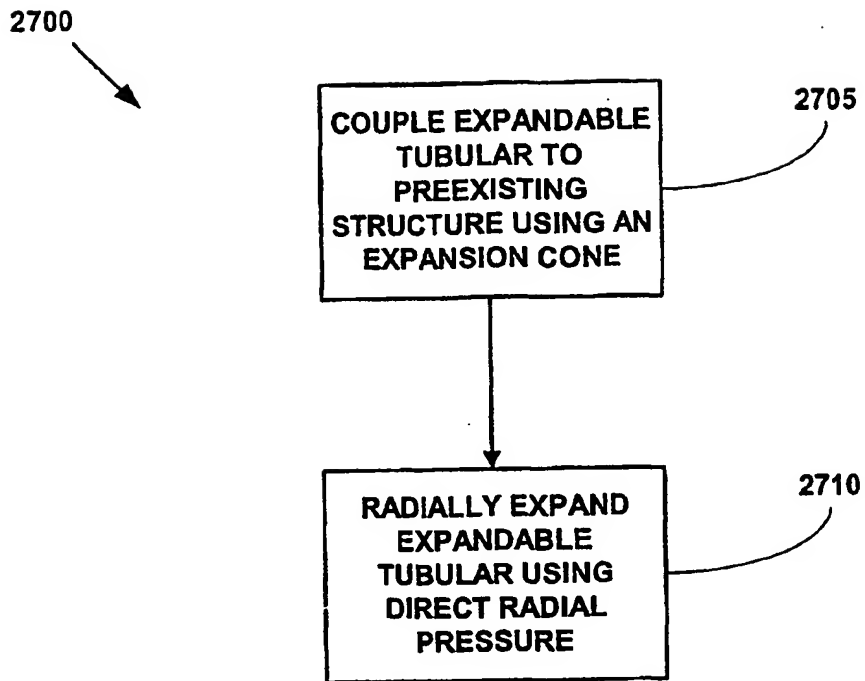 2700
2705
COUPLE EXPANDABLE
TUBULAR TO
PREEXISTING
STRUCTURE USING AN
EXPANSION CONE
2710
RADIALLY EXPAND
EXPANDABLE
TUBULAR USING
DIRECT RADIAL
PRESSURE